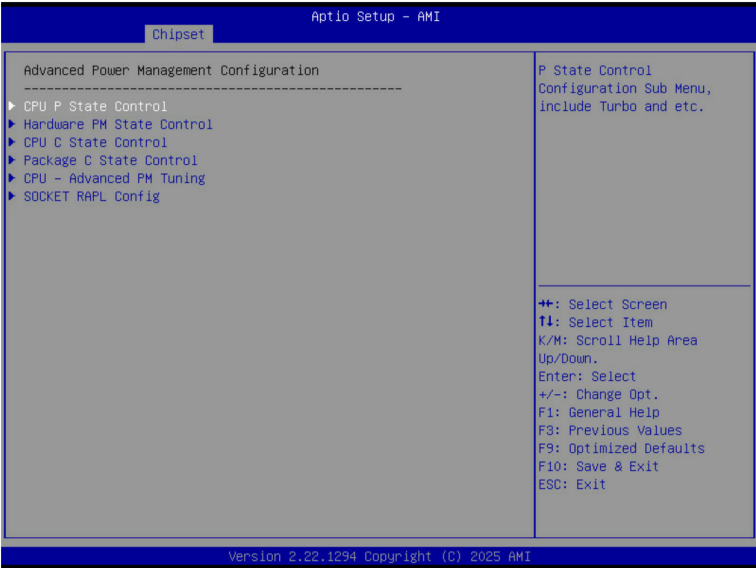 Aptio Setup – AMI
Chipset
Advanced Power Management Configuration
--------------------------------------------------
CPU P State Control
Hardware PM State Control
CPU C State Control
Package C State Control
CPU – Advanced PM Tuning
SOCKET RAPL Config
P State Control
Configuration Sub Menu,
include Turbo and etc.
→←: Select Screen
↑↓: Select Item
K/M: Scroll Help Area
Up/Down.
Enter: Select
+/-: Change Opt.
F1: General Help
F3: Previous Values
F9: Optimized Defaults
F10: Save & Exit
ESC: Exit
Version 2.22.1294 Copyright (C) 2025 AMI